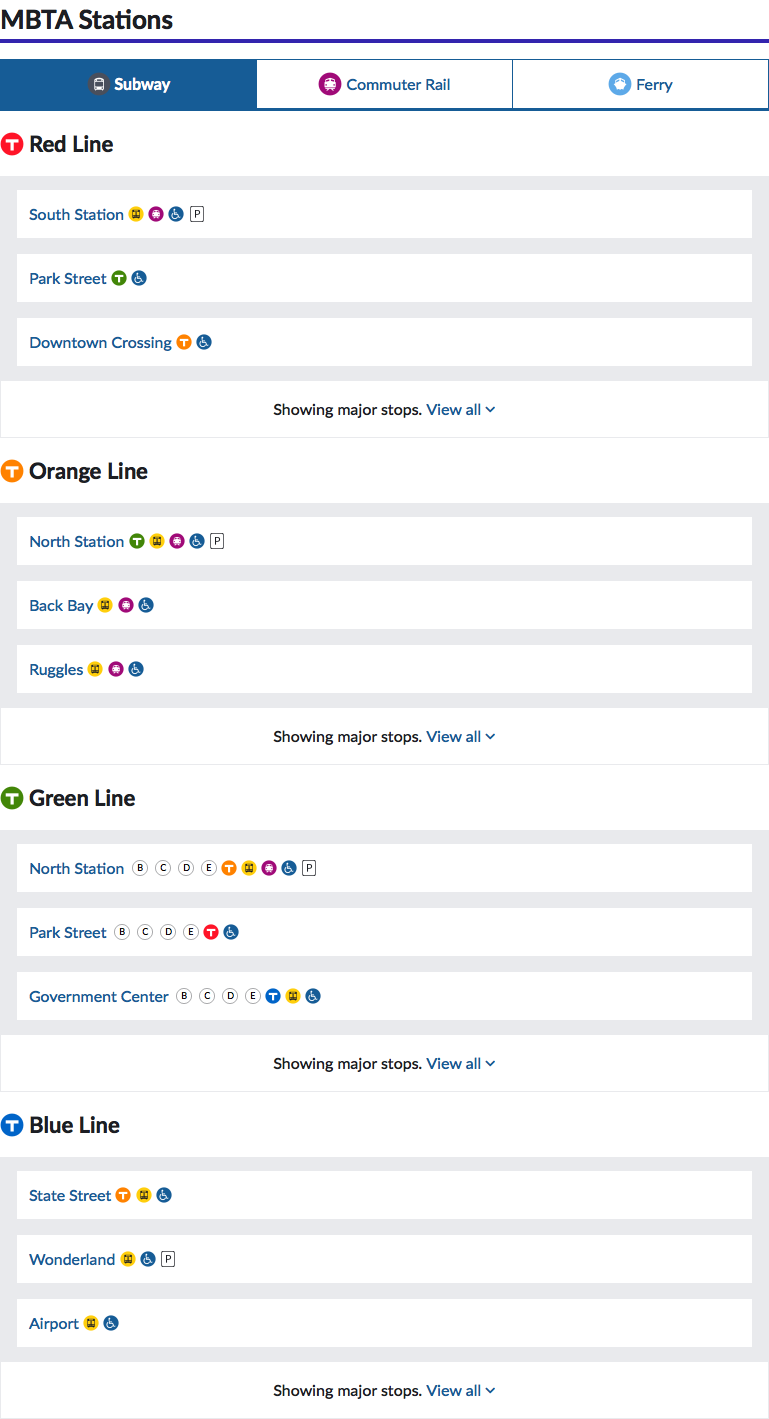 MBTA Stations
Subway
Commuter Rail
Ferry
T Red Line
South Station P
Park Street T
Downtown Crossing T
Showing major stops. View all
T Orange Line
North Station T P
Back Bay
Ruggles
Showing major stops. View all
T Green Line
North Station B C D E T P
Park Street B C D E T
Government Center B C D E T
Showing major stops. View all
T Blue Line
State Street T
Wonderland P
Airport
Showing major stops. View all